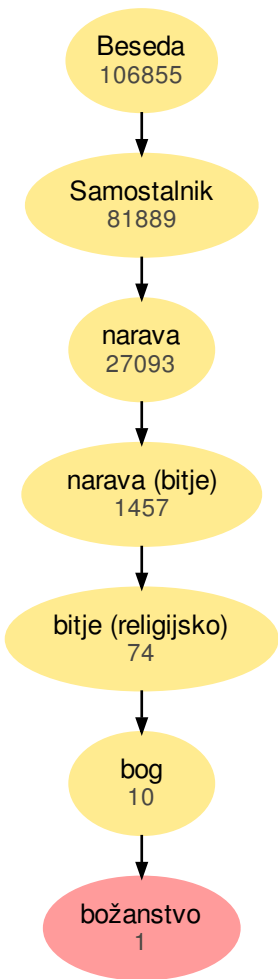 Beseda
106855
Samostalnik
81889
narava
27093
narava (bitje)
1457
bitje (religijsko)
74
bog
10
božanstvo
1